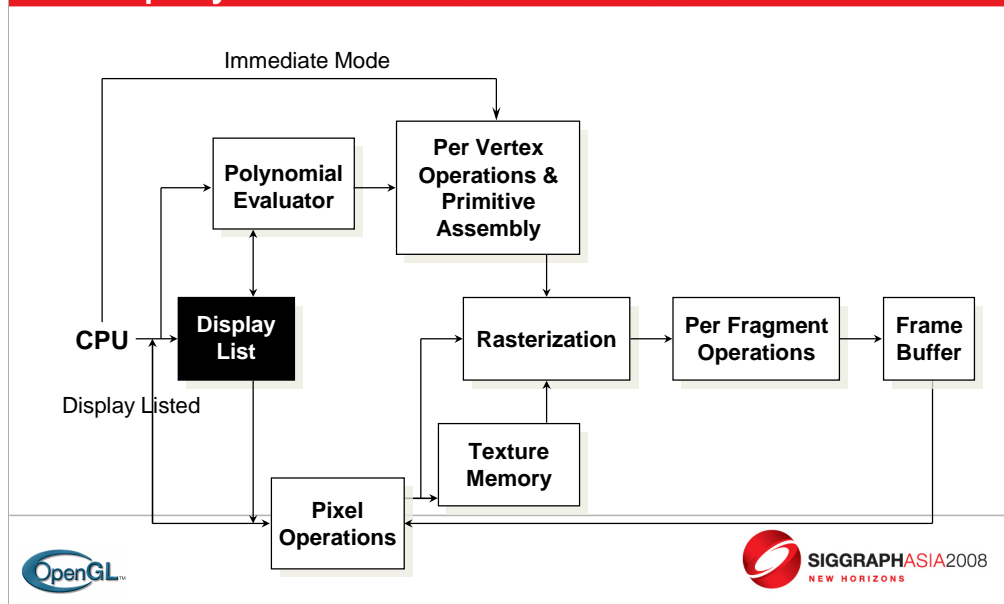 Immediate Mode
Polynomial
Evaluator
Per Vertex
Operations &
Primitive
Assembly
CPU
Display
List
Rasterization
Per Fragment
Operations
Frame
Buffer
Display Listed
Texture
Memory
Pixel
Operations
OpenGL™
SIGGRAPHASIA2008
NEW HORIZONS